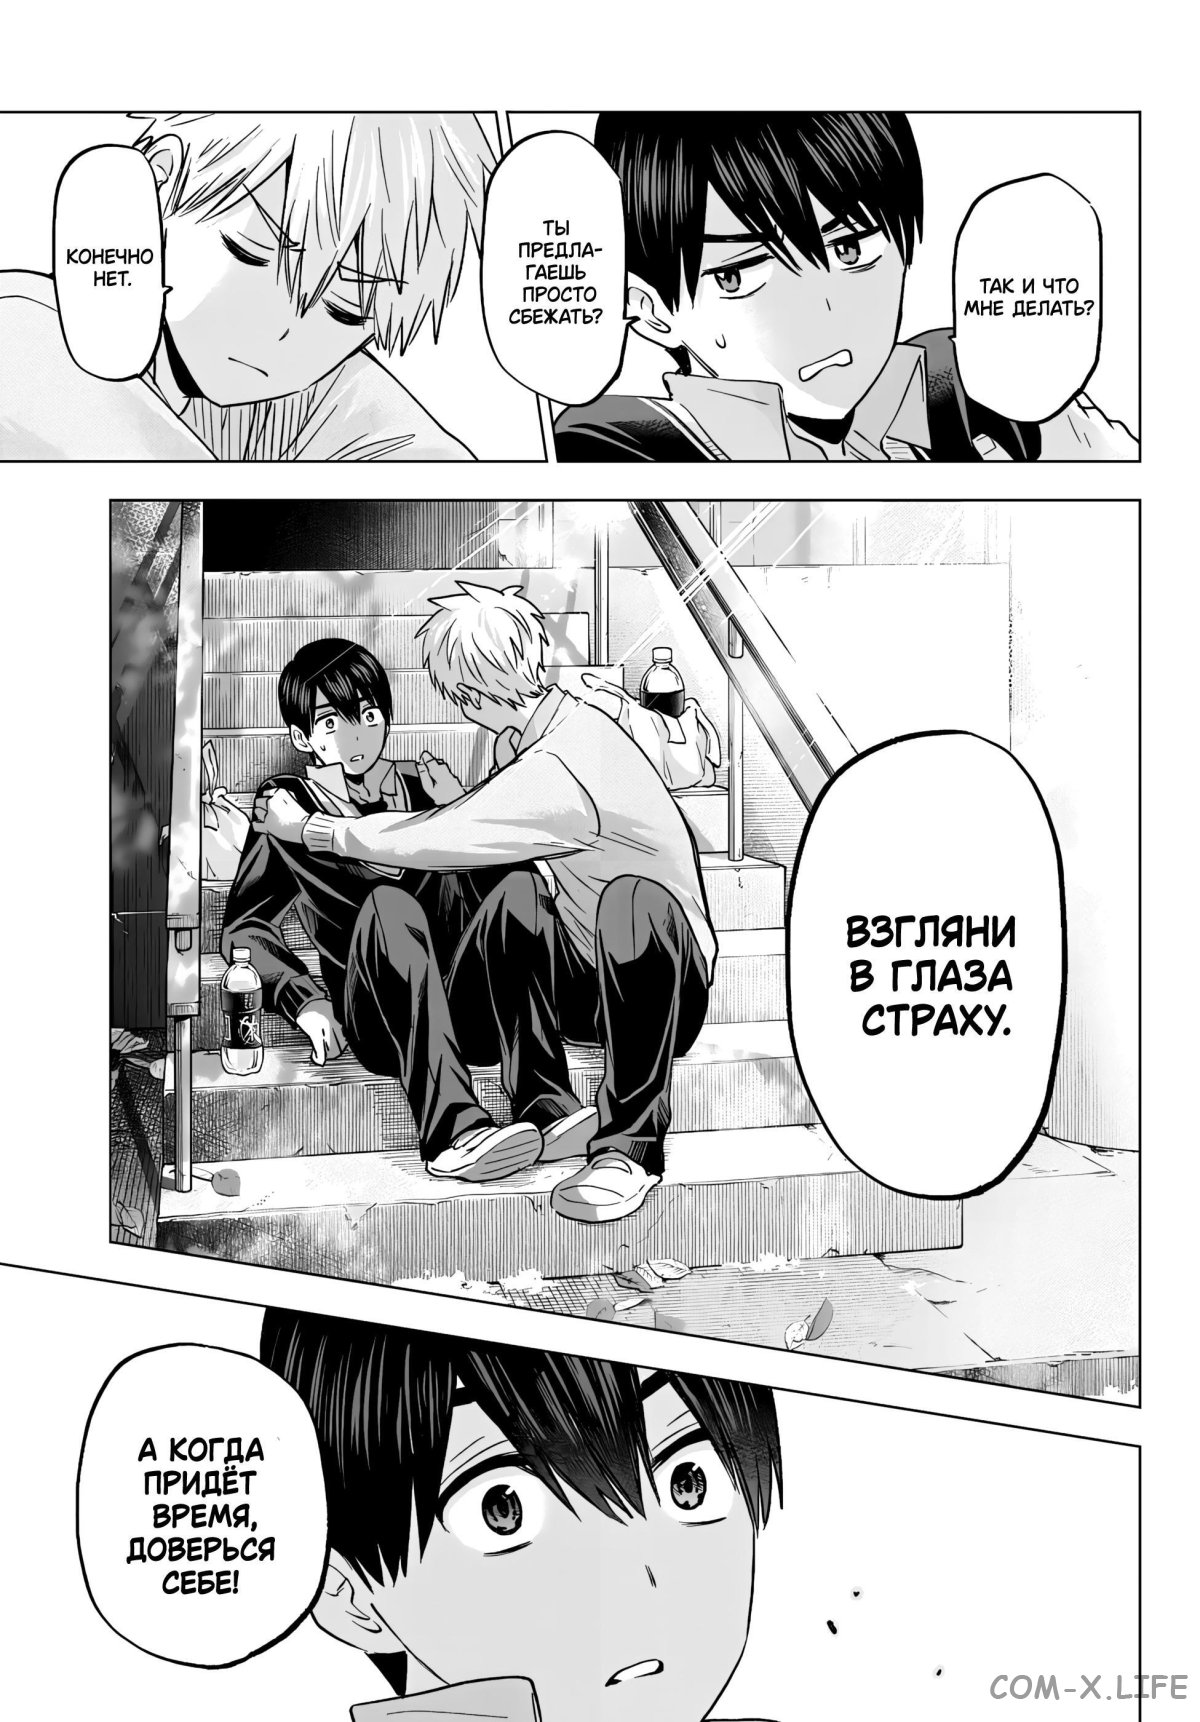 ТАК И ЧТО
МНЕ ДЕЛАТЬ?
ТЫ
ПРЕДЛА-
ГАЕШЬ
ПРОСТО
СБЕЖАТЬ?
КОНЕЧНО
НЕТ.
ВЗГЛЯНИ
В ГЛАЗА
СТРАХУ.
А КОГДА
ПРИДЁТ
ВРЕМЯ,
ДОВЕРЬСЯ
СЕБЕ!
COM-X.LIFE